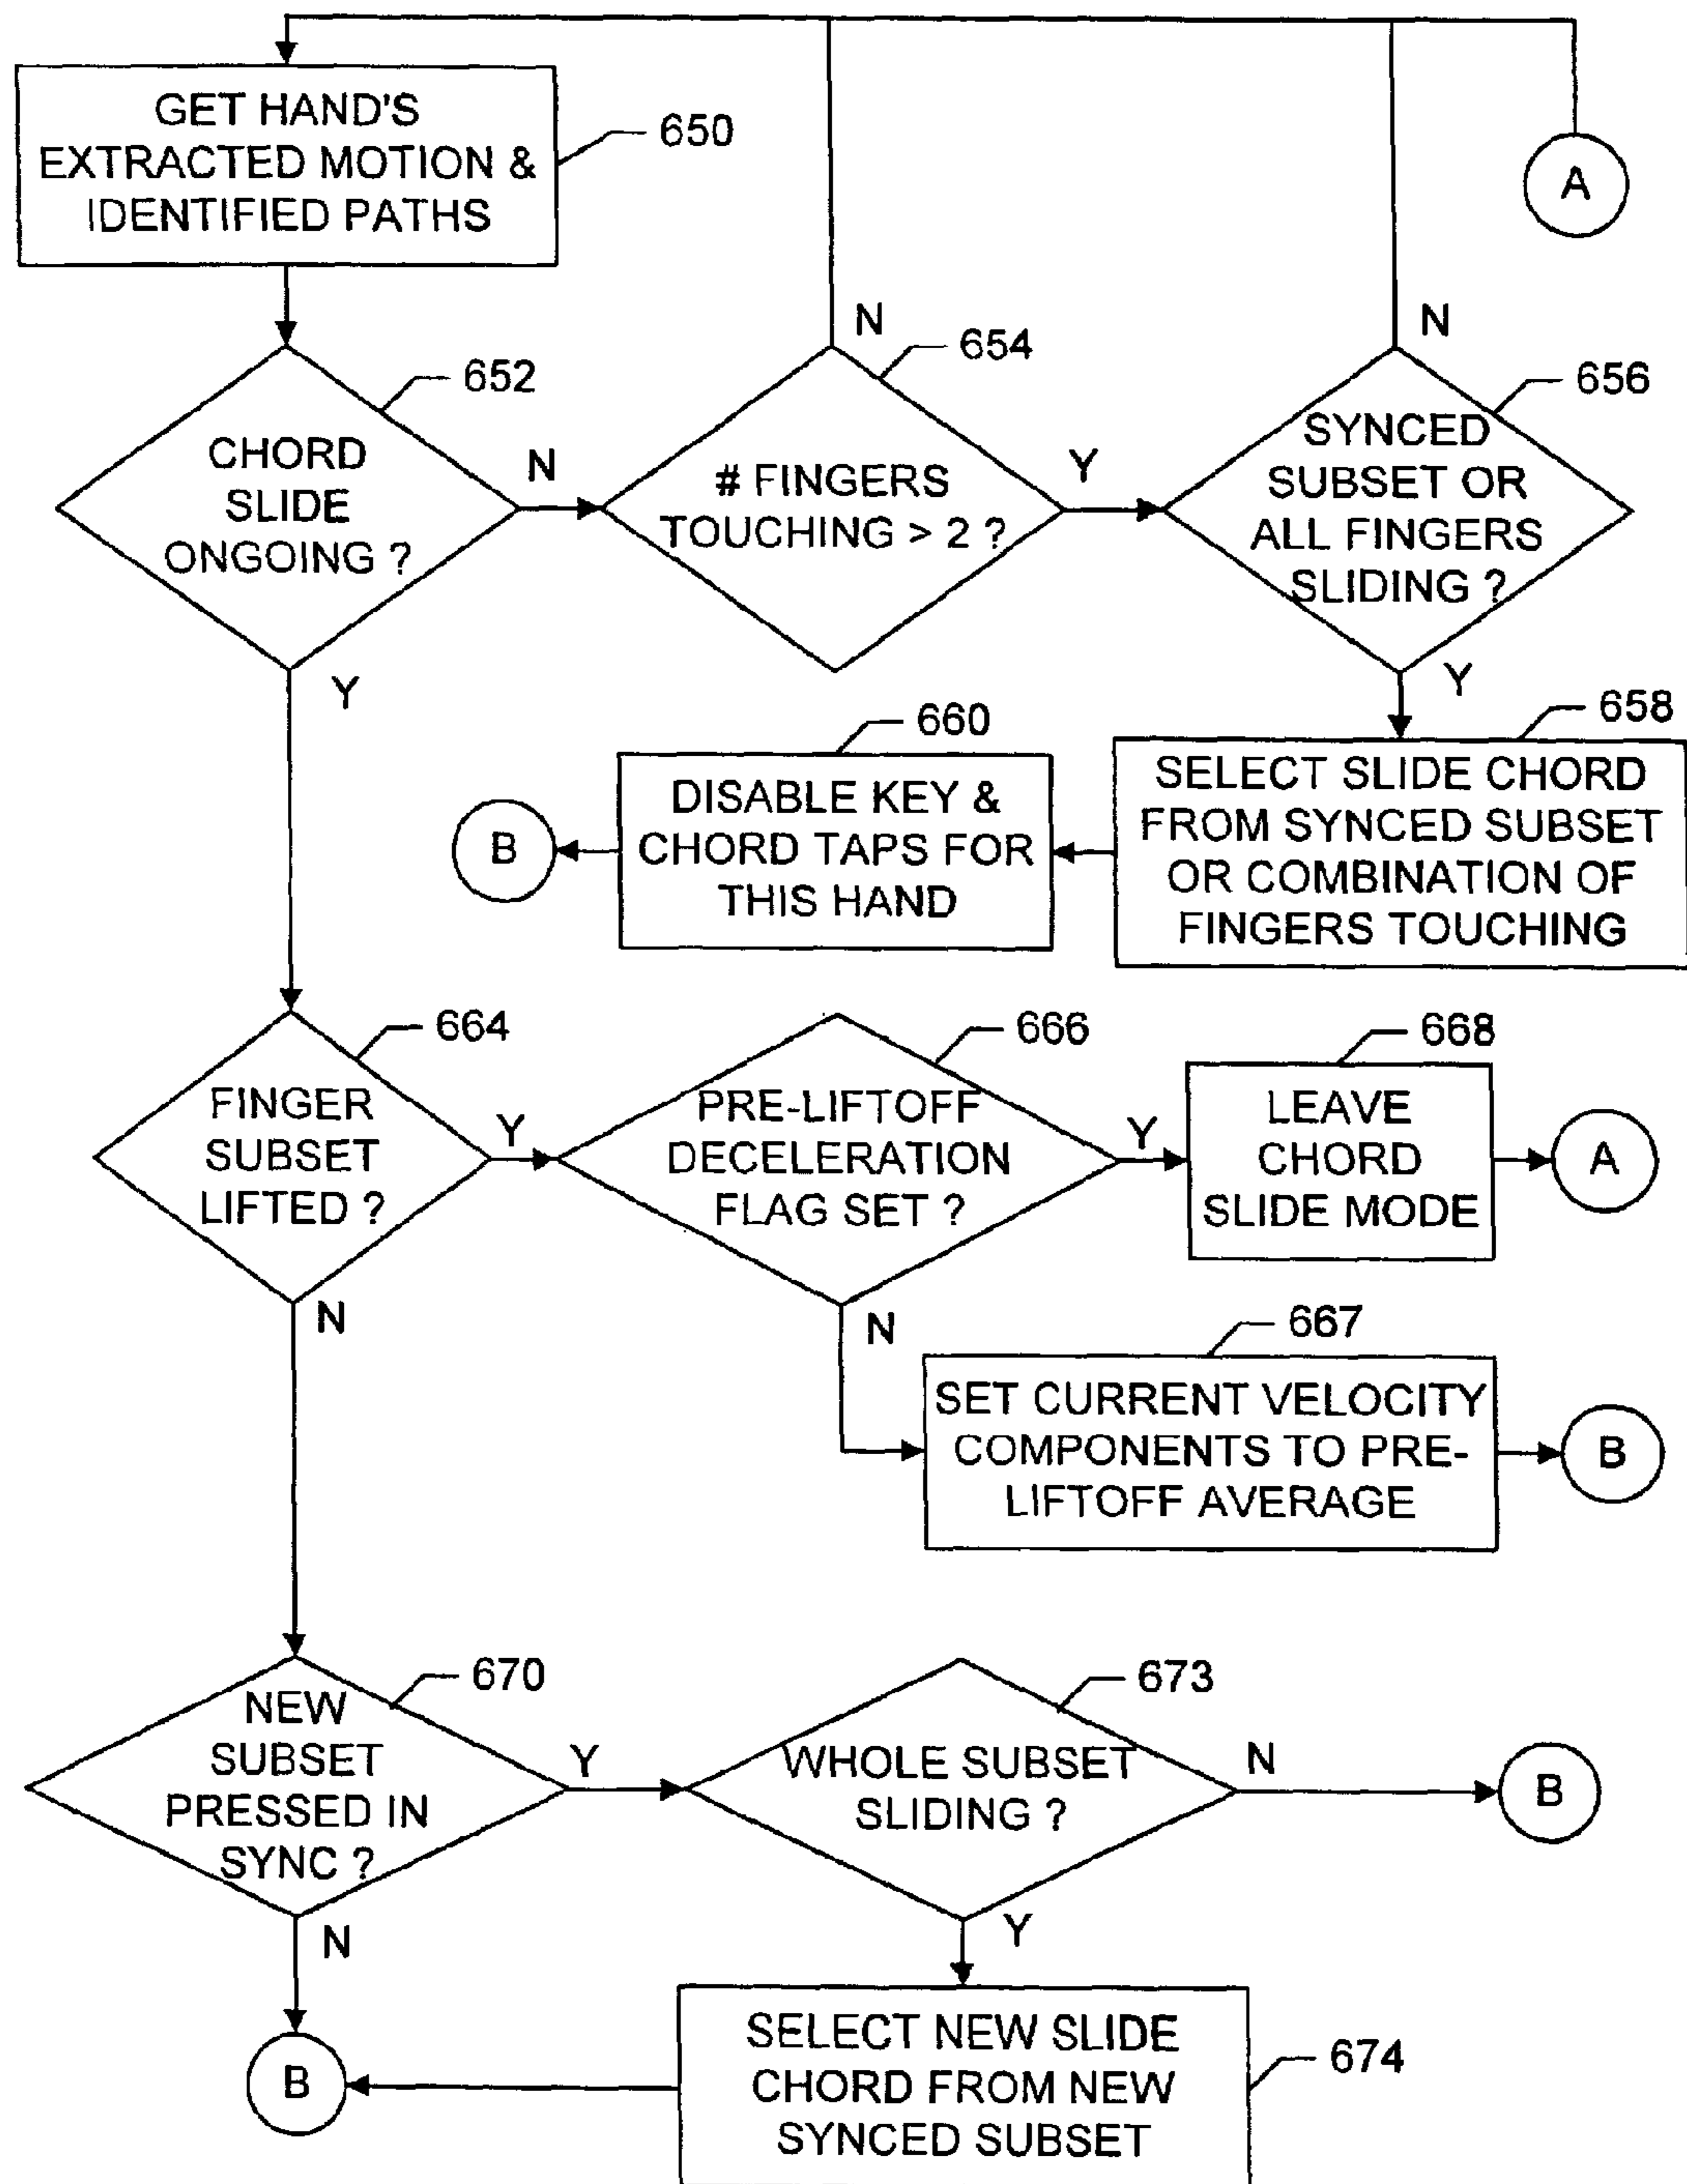 GET HAND'S
EXTRACTED MOTION &
IDENTIFIED PATHS
650
A
CHORD
SLIDE
ONGOING ?
652
N
Y
# FINGERS
TOUCHING > 2 ?
654
N
Y
SYNCED
SUBSET OR
ALL FINGERS
SLIDING ?
656
N
Y
SELECT SLIDE CHORD
FROM SYNCED SUBSET
OR COMBINATION OF
FINGERS TOUCHING
658
DISABLE KEY &
CHORD TAPS FOR
THIS HAND
660
B
FINGER
SUBSET
LIFTED ?
664
Y
N
PRE-LIFTOFF
DECELERATION
FLAG SET ?
666
Y
N
LEAVE
CHORD
SLIDE MODE
668
A
SET CURRENT VELOCITY
COMPONENTS TO PRE-
LIFTOFF AVERAGE
667
B
NEW
SUBSET
PRESSED IN
SYNC ?
670
Y
N
WHOLE SUBSET
SLIDING ?
673
N
B
Y
SELECT NEW SLIDE
CHORD FROM NEW
SYNCED SUBSET
674
B